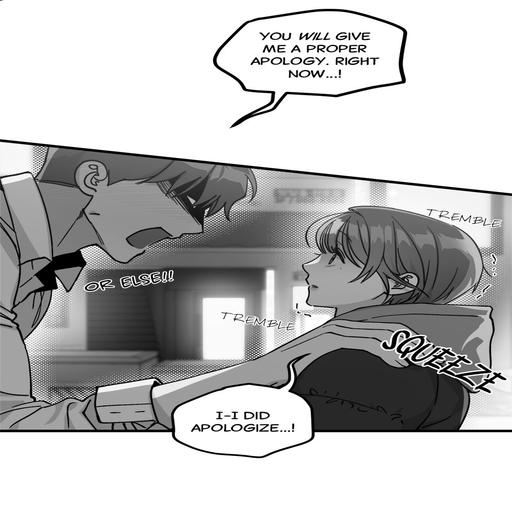 YOU WILL GIVE
ME A PROPER
APOLOGY. RIGHT
NOW...!
TREMBLE
OR ELSE!!
TREMBLE
SQUEEZE
I-I DID
APOLOGIZE...!